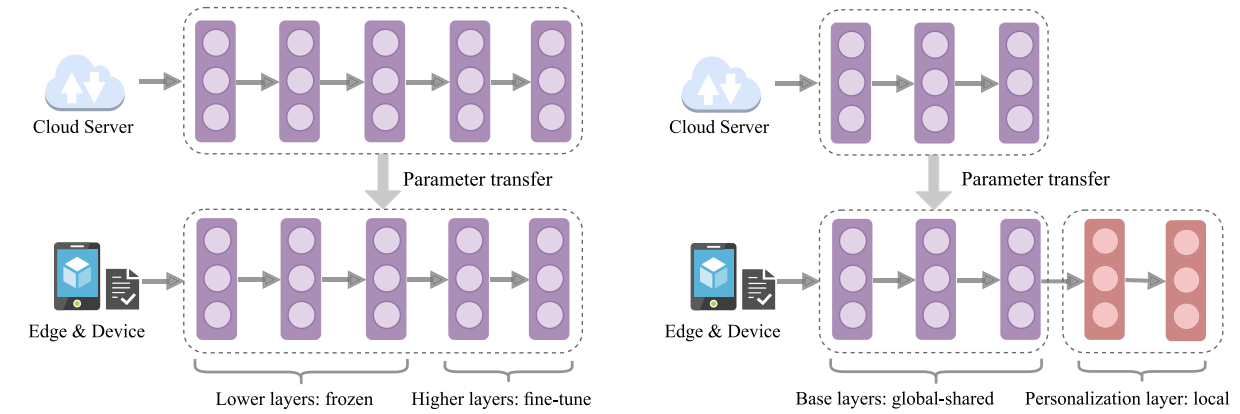 Cloud Server
Parameter transfer
Edge & Device
Lower layers: frozen
Higher layers: fine-tune
Cloud Server
Parameter transfer
Edge & Device
Base layers: global-shared
Personalization layer: local